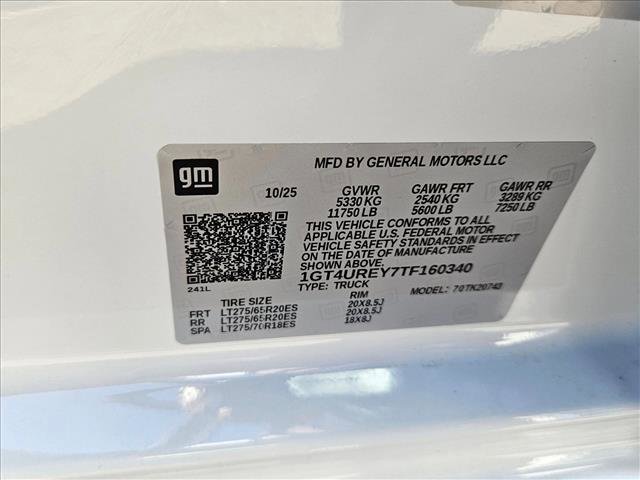 gm
MFD BY GENERAL MOTORS LLC
10/25
GVWR GAWR FRT GAWR RR
5330 KG 2540 KG 3289 KG
11750 LB 5600 LB 7250 LB
THIS VEHICLE CONFORMS TO ALL
APPLICABLE U.S. FEDERAL MOTOR
VEHICLE SAFETY STANDARDS IN EFFECT
ON THE DATE OF MANUFACTURE
SHOWN ABOVE.
1GT4UREY7TF160340
241L
TYPE: TRUCK MODEL: 70TK20743
TIRE SIZE RIM
FRT LT275/65R20ES 20X8.5J
RR LT275/65R20ES 20X8.5J
SPA LT275/70R18ES 18X8J